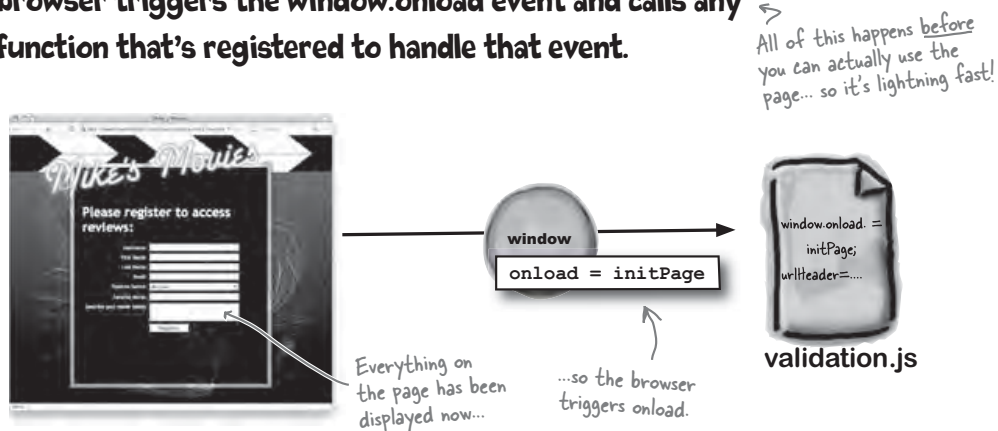 browser triggers the window.onload event and calls any
function that's registered to handle that event.
All of this happens before
you can actually use the
page... so it's lightning fast!
Mike's Movies
Please register to access
reviews:
window
onload = initPage
window.onload. =
initPage;
urlHeader=....
validation.js
Everything on
the page has been
displayed now...
...so the browser
triggers onload.